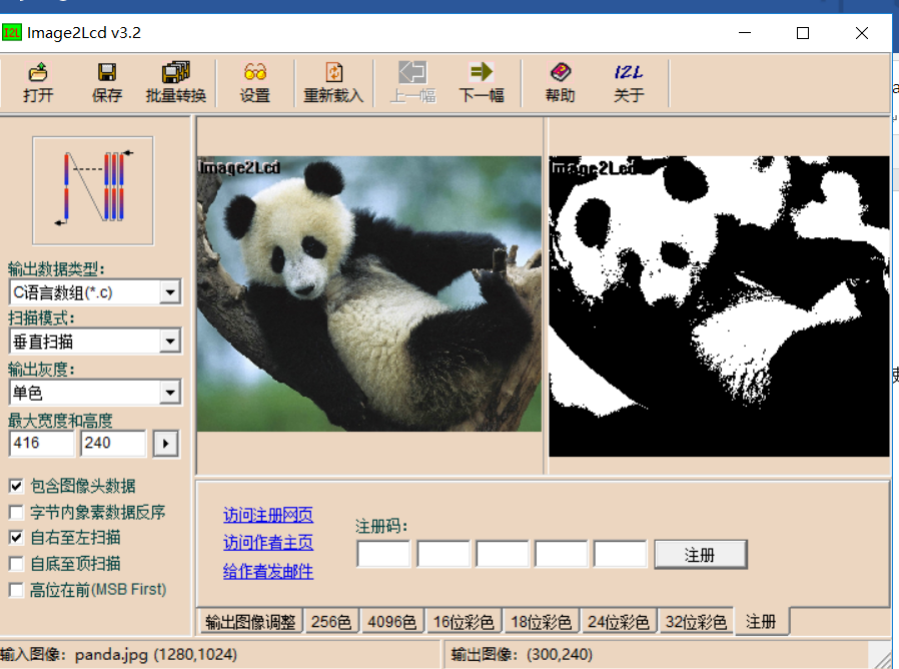 I2L Image2Lcd v3.2
打开 保存 批量转换 设置 重新载入 上一幅 下一幅 帮助 I2L 关于
Image2Lcd
Image2Lcd
输出数据类型:
C语言数组(*.c)
扫描模式:
垂直扫描
输出灰度:
单色
最大宽度和高度
416 240
包含图像头数据
字节内象素数据反序
自右至左扫描
自底至顶扫描
高位在前(MSB First)
访问注册网页
访问作者主页
给作者发邮件
注册码:
注册
输出图像调整 256色 4096色 16位彩色 18位彩色 24位彩色 32位彩色 注册
输入图像: panda.jpg (1280,1024)
输出图像: (300,240)